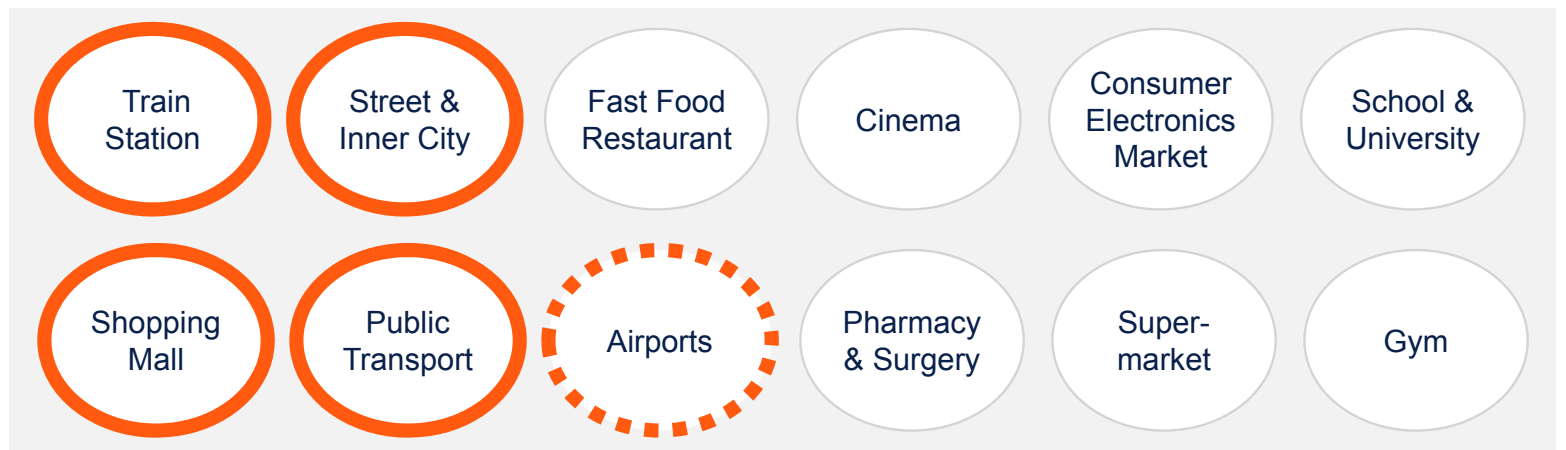 Train
Station
Street &
Inner City
Fast Food
Restaurant
Cinema
Consumer
Electronics
Market
School &
University
Shopping
Mall
Public
Transport
Airports
Pharmacy
& Surgery
Super-
market
Gym